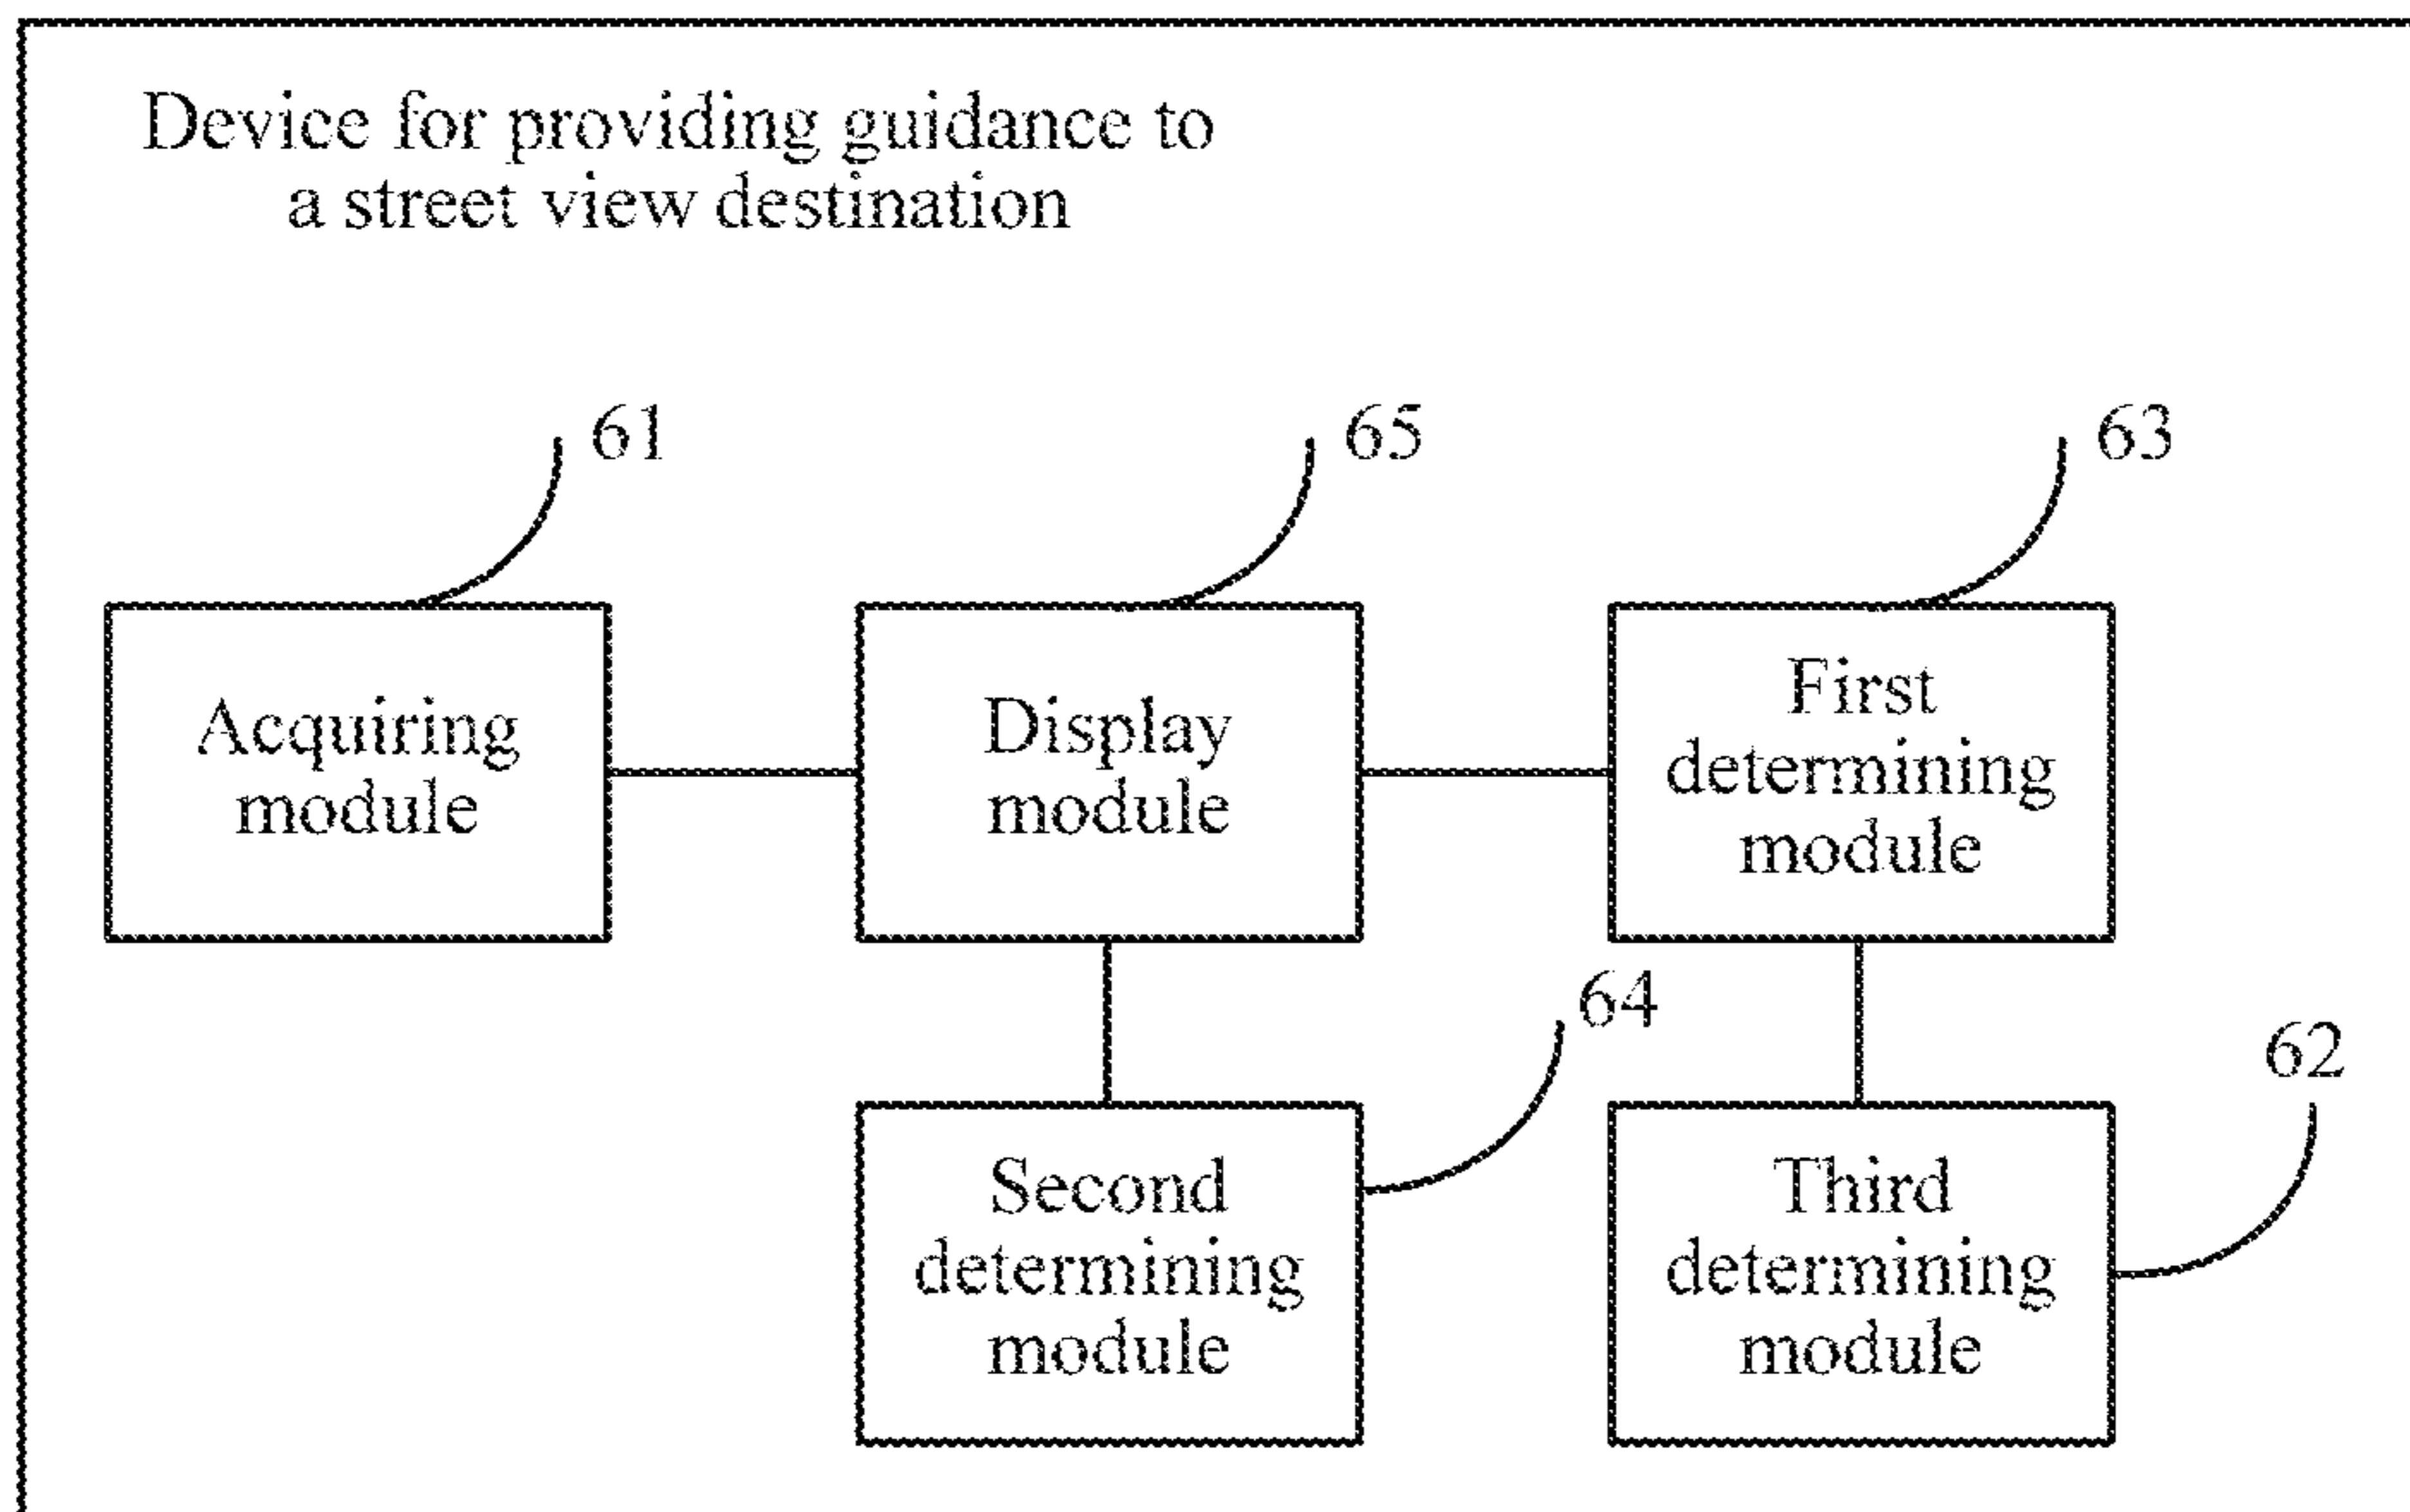 Device for providing guidance to
a street view destination
61
65
63
Acquiring
module
Display
module
First
determining
module
64
62
Second
determining
module
Third
determining
module